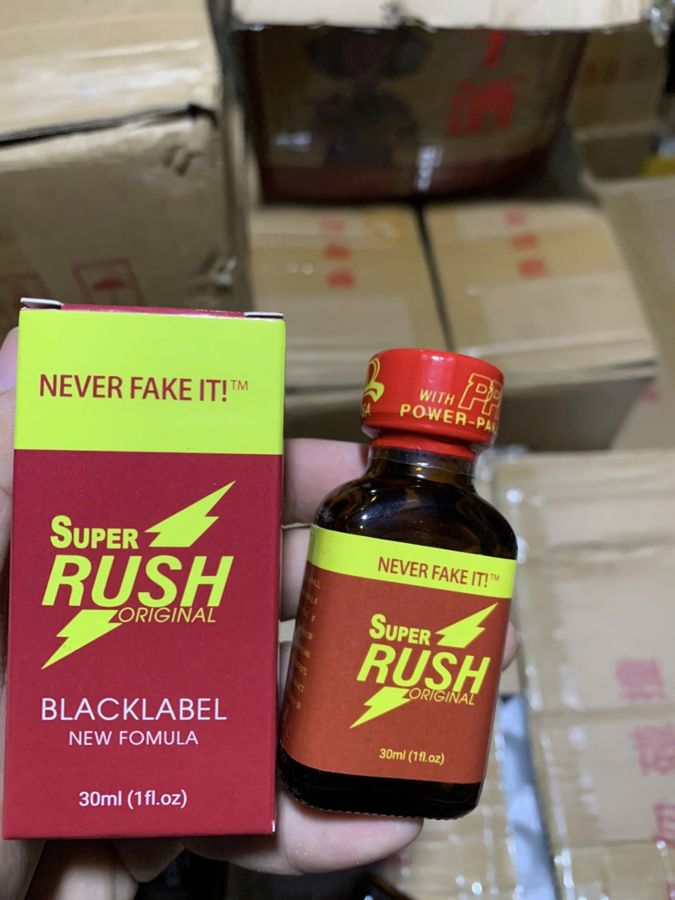 NEVER FAKE IT!™
SUPER
RUSH
ORIGINAL
BLACKLABEL
NEW FOMULA
30ml (1fl.oz)
WITH
POWER-PA
NEVER FAKE IT!™
SUPER
RUSH
ORIGINAL
30ml (1fl.oz)